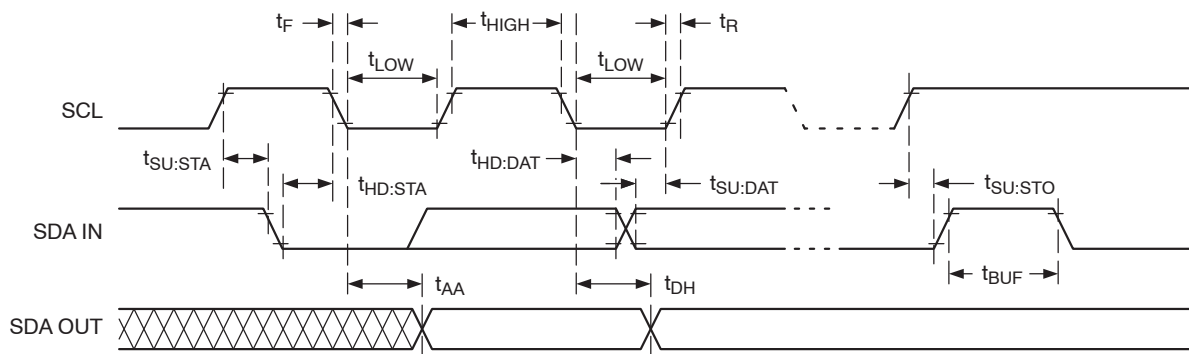 tF
tHIGH
tR
tLOW
tLOW
SCL
tSU:STA
tHD:STA
tHD:DAT
tSU:DAT
tSU:STO
SDA IN
tAA
tDH
tBUF
SDA OUT